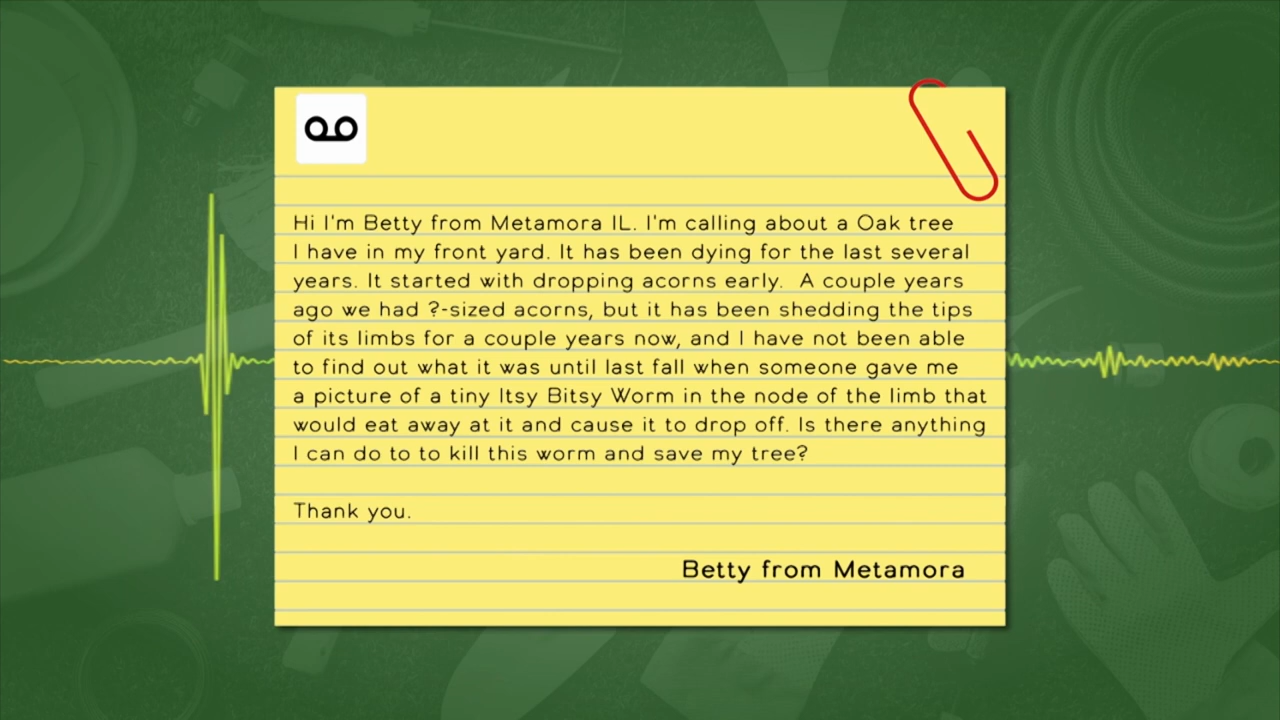 Hi I'm Betty from Metamora IL. I'm calling about a Oak tree
I have in my front yard. It has been dying for the last several
years. It started with dropping acorns early. A couple years
ago we had ?-sized acorns, but it has been shedding the tips
of its limbs for a couple years now, and I have not been able
to find out what it was until last fall when someone gave me
a picture of a tiny Itsy Bitsy Worm in the node of the limb that
would eat away at it and cause it to drop off. Is there anything
I can do to to kill this worm and save my tree?
Thank you.
Betty from Metamora